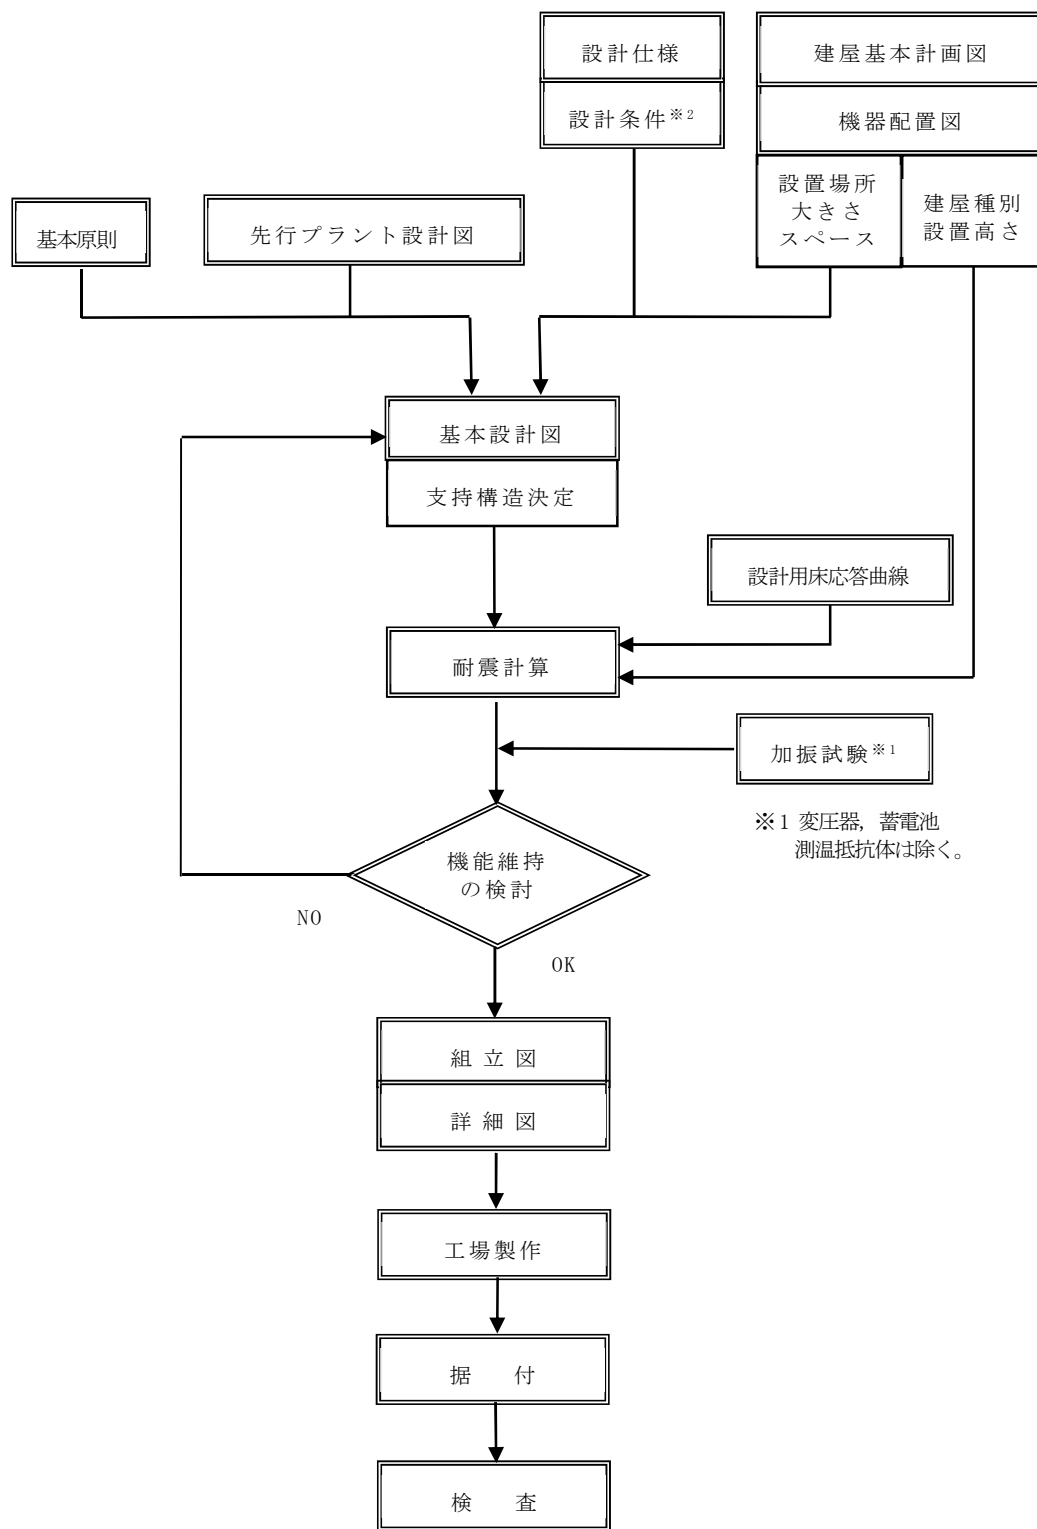 設計仕様
設計条件※2
建屋基本計画図
機器配置図
設置場所
大きさ
スペース
建屋種別
設置高さ
基本原則
先行プラント設計図
基本設計図
支持構造決定
設計用床応答曲線
耐震計算
加振試験※1
※1 変圧器，蓄電池
測温抵抗体は除く。
機能維持
の検討
NO
OK
組立図
詳細図
工場製作
据　付
検　査